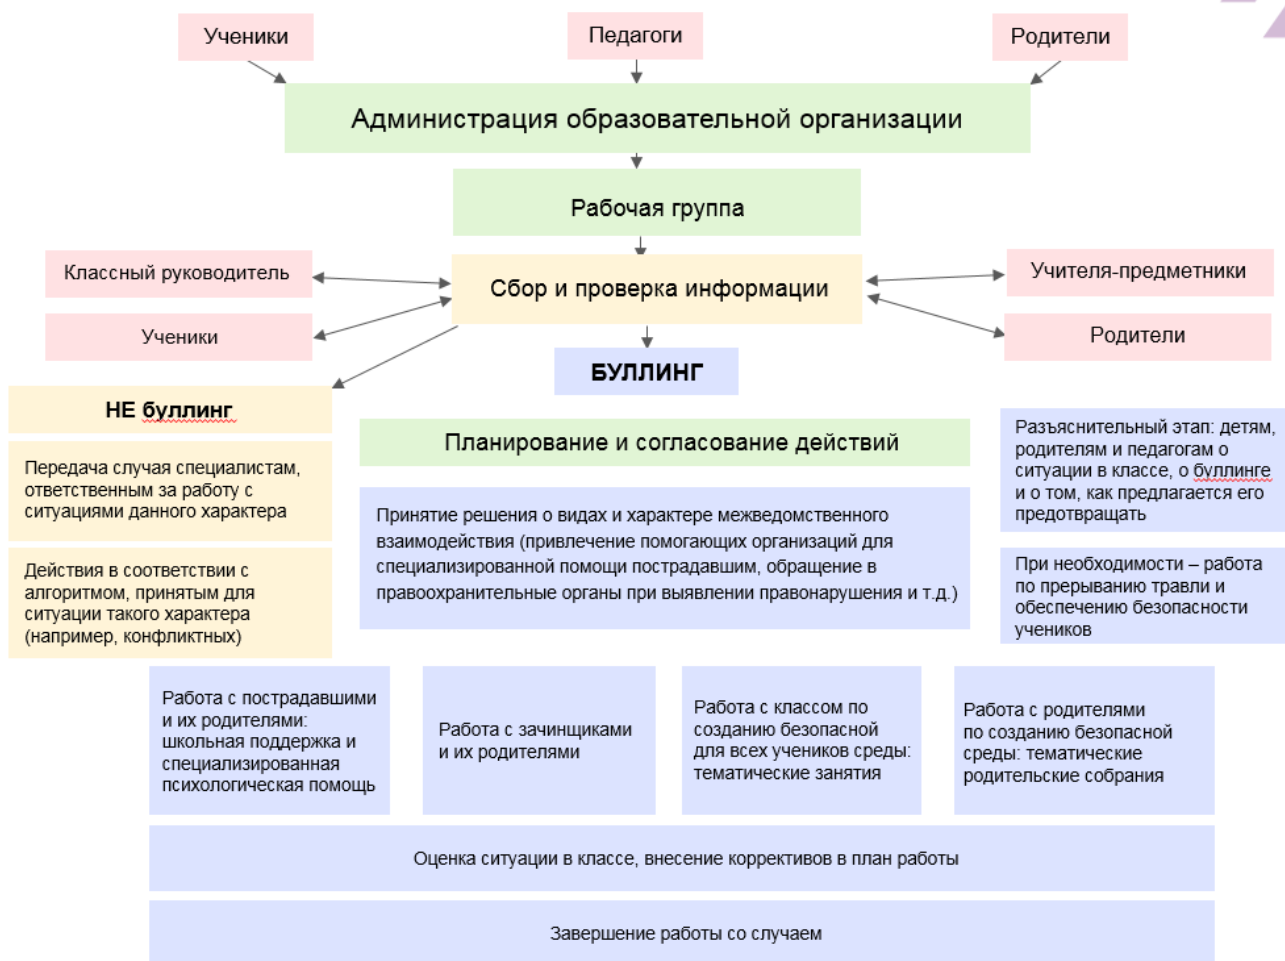 Ученики
Педагоги
Родители
Администрация образовательной организации
Рабочая группа
Классный руководитель
Ученики
Сбор и проверка информации
Учителя-предметники
Родители
БУЛЛИНГ
НЕ буллинг
Передача случая специалистам,
ответственным за работу с
ситуациями данного характера
Действия в соответствии с
алгоритмом, принятым для
ситуации такого характера
(например, конфликтных)
Планирование и согласование действий
Принятие решения о видах и характере межведомственного
взаимодействия (привлечение помогающих организаций для
специализированной помощи пострадавшим, обращение в
правоохранительные органы при выявлении правонарушения и т.д.)
Разъяснительный этап: детям,
родителям и педагогам о
ситуации в классе, о буллинге
и о том, как предлагается его
предотвращать
При необходимости – работа
по прерыванию травли и
обеспечению безопасности
учеников
Работа с пострадавшими
и их родителями:
школьная поддержка и
специализированная
психологическая помощь
Работа с зачинщиками
и их родителями
Работа с классом по
созданию безопасной
для всех учеников среды:
тематические занятия
Работа с родителями
по созданию безопасной
среды: тематические
родительские собрания
Оценка ситуации в классе, внесение коррективов в план работы
Завершение работы со случаем